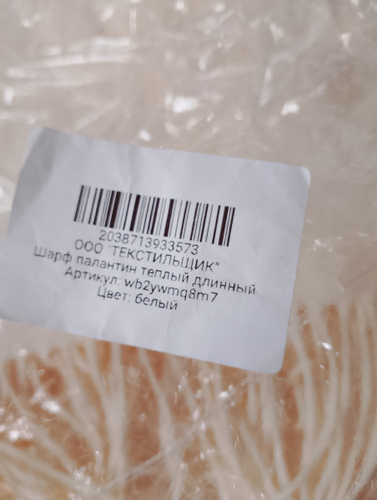 2038713933573
ООО "ТЕКСТИЛЬЩИК"
Шарф палантин теплый длинный
Артикул: wb2ywmq8m7
Цвет: белый